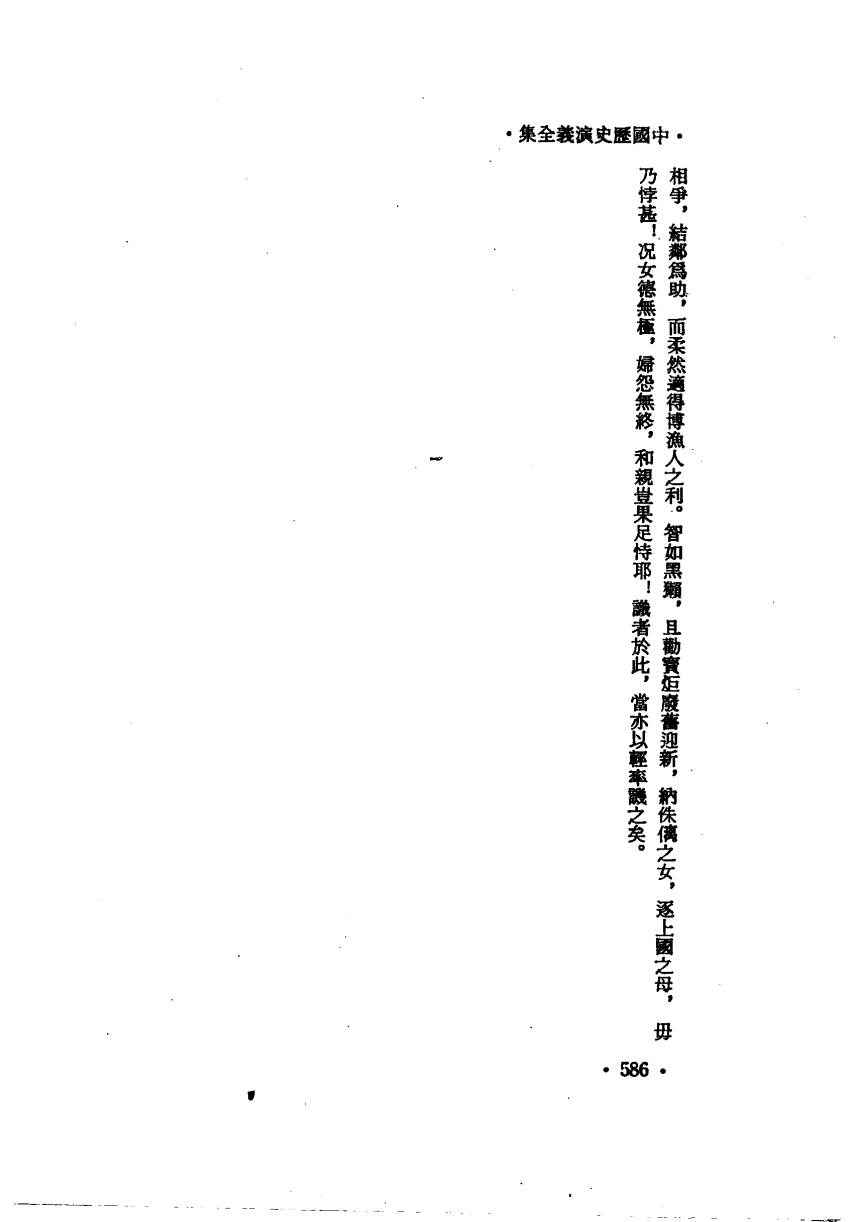 ·中國歷史演義全集·
相爭，結鄰爲助，而柔然適得博漁人之利。智如黑獺，且勸寶炬廢舊迎新，納侏𠌯之女，逐上國之母，毋
乃悖甚！况女德無極，婦怨無終，和親豈果足恃耶！識者於此，當亦以輕率譏之矣。
·586·